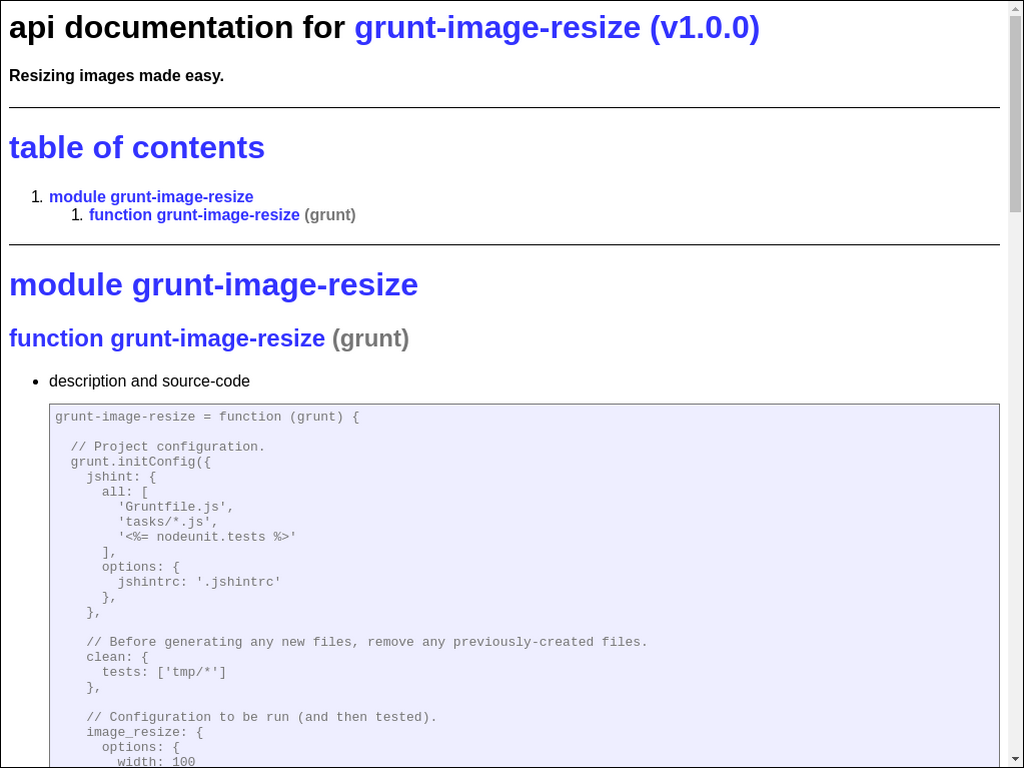 api documentation for grunt-image-resize (v1.0.0)
Resizing images made easy.
table of contents
1. module grunt-image-resize
1. function grunt-image-resize (grunt)
module grunt-image-resize
function grunt-image-resize (grunt)
• description and source-code
grunt-image-resize = function (grunt) {
  // Project configuration.
  grunt.initConfig({
    jshint: {
      all: [
        'Gruntfile.js',
        'tasks/*.js',
        '<%= nodeunit.tests %>'
      ],
      options: {
        jshintrc: '.jshintrc'
      },
    },
    // Before generating any new files, remove any previously-created files.
    clean: {
      tests: ['tmp/*']
    },
    // Configuration to be run (and then tested).
    image_resize: {
      options: {
        width: 100